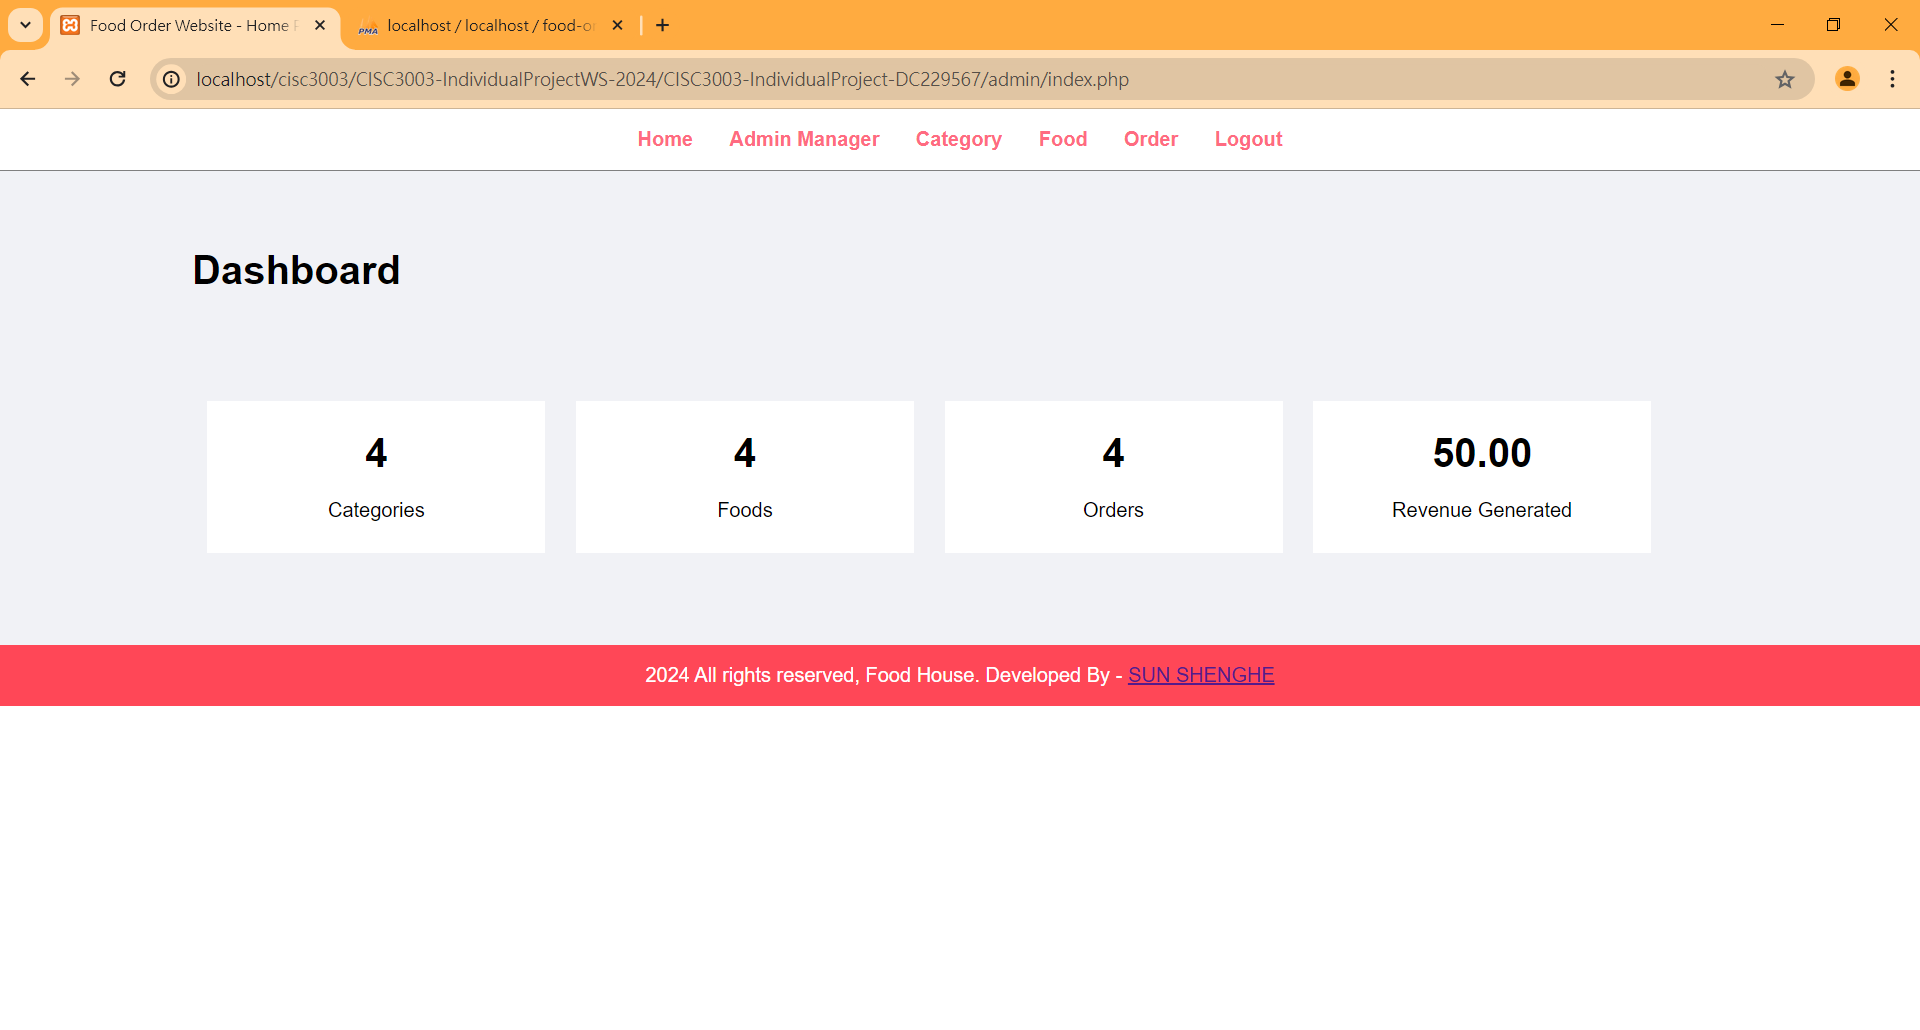 Food Order Website - Home
PMA localhost / localhost / food-o
localhost/cisc3003/CISC3003-IndividualProjectWS-2024/CISC3003-IndividualProject-DC229567/admin/index.php
Home Admin Manager Category Food Order Logout
Dashboard
4 4 4 50.00
Categories Foods Orders Revenue Generated
2024 All rights reserved, Food House. Developed By - SUN SHENGHE